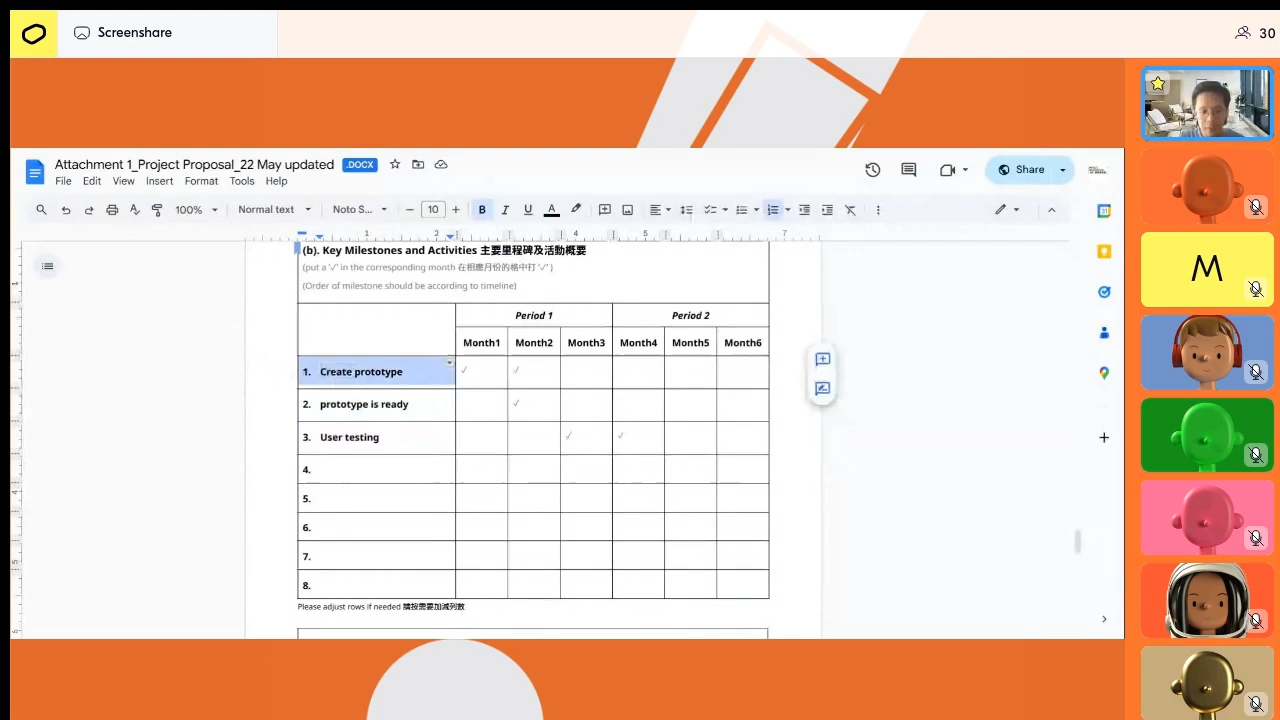 Screenshare
30
Attachment 1_Project Proposal_22 May updated .DOCX
File Edit View Insert Format Tools Help
Share
100% Normal text Noto S... 10 B I U A
1 2 4 5 7
(b). Key Milestones and Activities 主要里程碑及活動概要
(put a '✓' in the corresponding month 在相應月份的格中打 '✓' )
(Order of milestone should be according to timeline)
Period 1 Period 2
Month1 Month2 Month3 Month4 Month5 Month6
1. Create prototype ✓ ✓
2. prototype is ready ✓
3. User testing ✓ ✓
4.
5.
6.
7.
8.
Please adjust rows if needed 請按需要加減列數
M